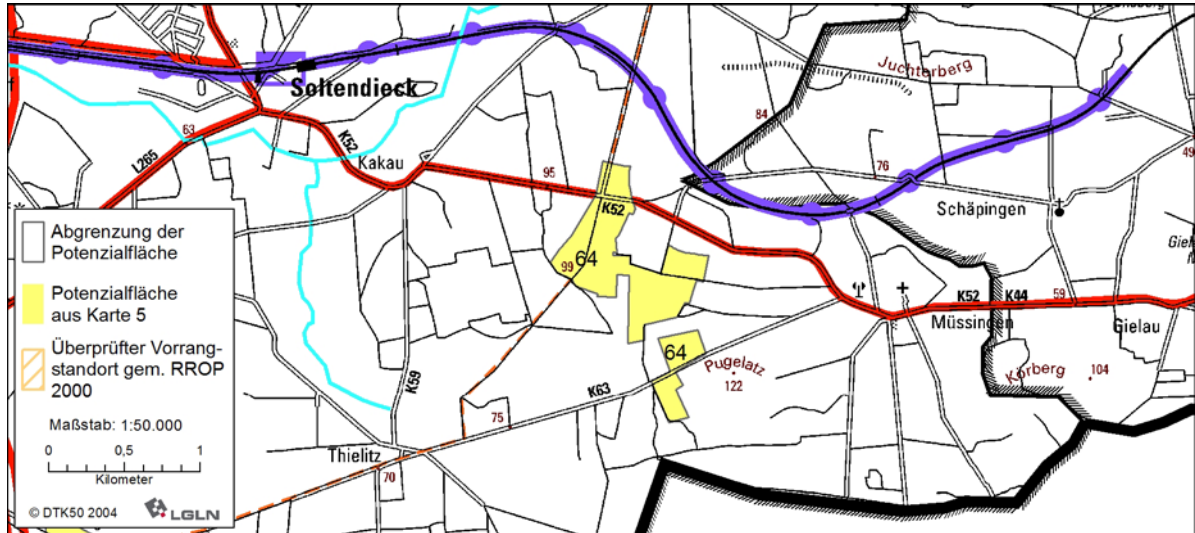 Juchterberg
Soltendieck
84
63
K52
L265
Kakau
76
49
95
K52
Schäpingen
64
99
K52
K44
59
Müssingen
Gielau
64
Pugelatz
122
Körberg
104
K59
K63
75
Thielitz
70
Abgrenzung der
Potenzialfläche
Potenzialfläche
aus Karte 5
Überprüfter Vorrang-
standort gem. RROP
2000
Maßstab: 1:50.000
0 0,5 1
Kilometer
© DTK50 2004
LGLN